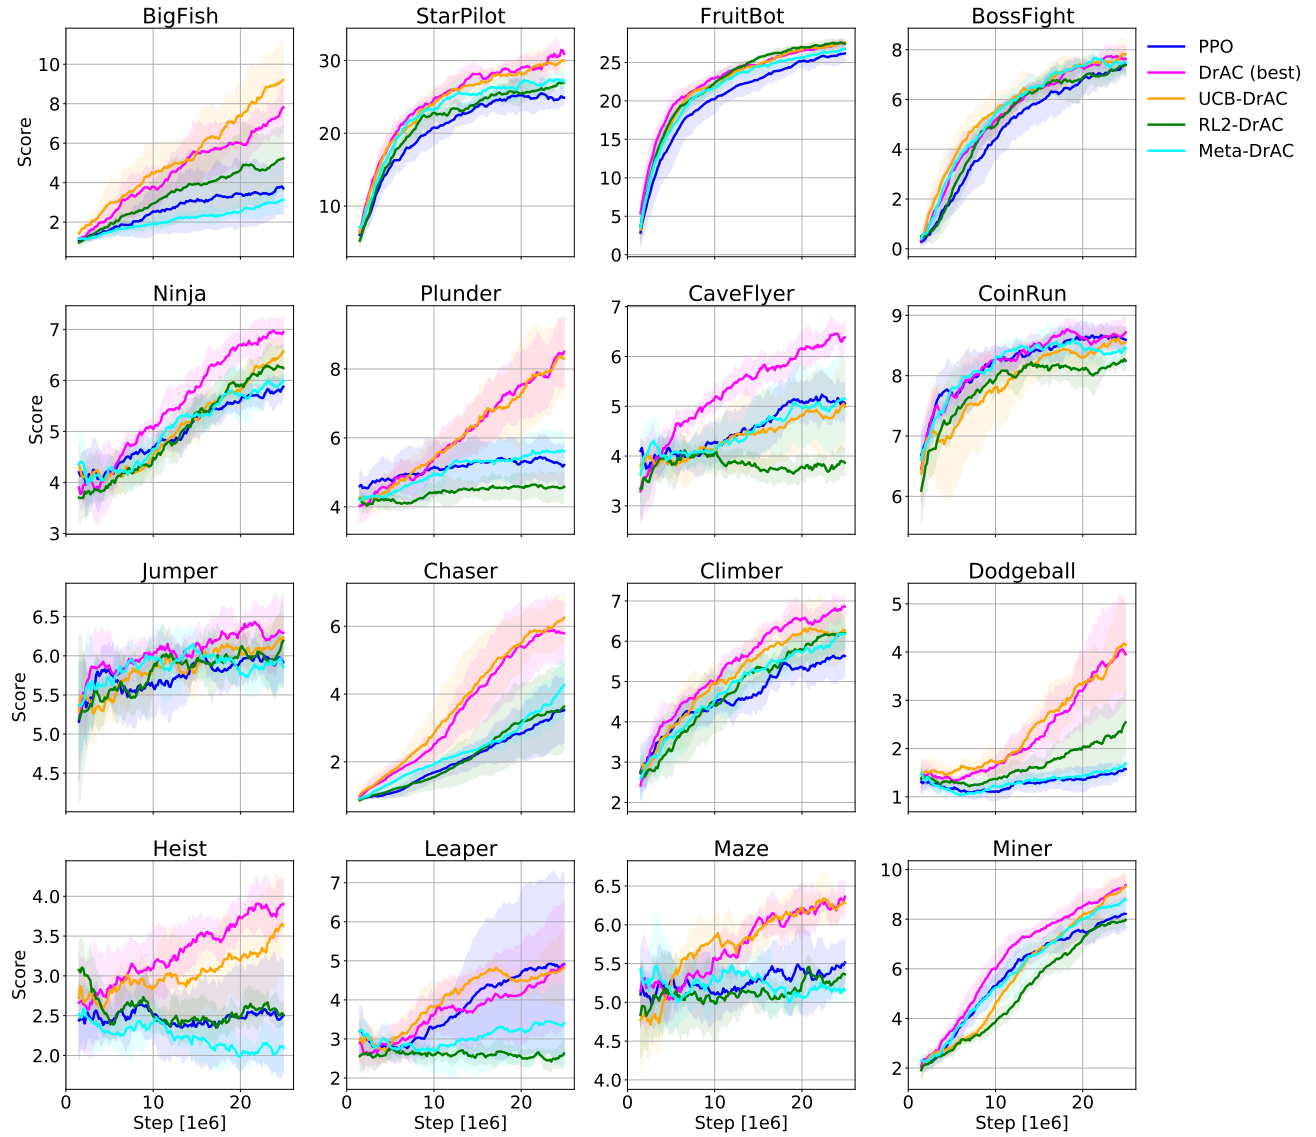 BigFish
StarPilot
FruitBot
BossFight
Score
10
8
6
4
2
30
20
10
25
20
15
10
5
0
8
6
4
2
0
PPO
DrAC (best)
UCB-DrAC
RL2-DrAC
Meta-DrAC
Ninja
Plunder
CaveFlyer
CoinRun
Score
7
6
5
4
3
8
6
4
7
6
5
4
3
9
8
7
6
Jumper
Chaser
Climber
Dodgeball
Score
6.5
6.0
5.5
5.0
4.5
6
4
2
7
6
5
4
3
2
5
4
3
2
1
Heist
Leaper
Maze
Miner
Score
4.0
3.5
3.0
2.5
2.0
7
6
5
4
3
2
6.5
6.0
5.5
5.0
4.5
4.0
10
8
6
4
2
0 10 20
0 10 20
0 10 20
0 10 20
Step [1e6]
Step [1e6]
Step [1e6]
Step [1e6]